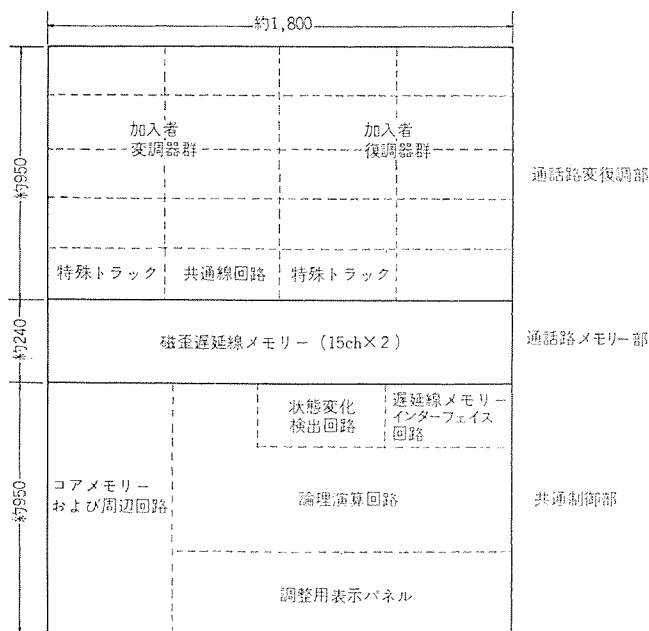 約1,800
加入者
変調器群
加入者
復調器群
約950
通話路変復調部
特殊トラック
共通線回路
特殊トラック
約240
磁歪遅延線メモリー（15ch×2）
通話路メモリー部
状態変化
検出回路
遅延線メモリー
インターフェイス
回路
コアメモリー
および周辺回路
論理演算回路
約950
共通制御部
調整用表示パネル